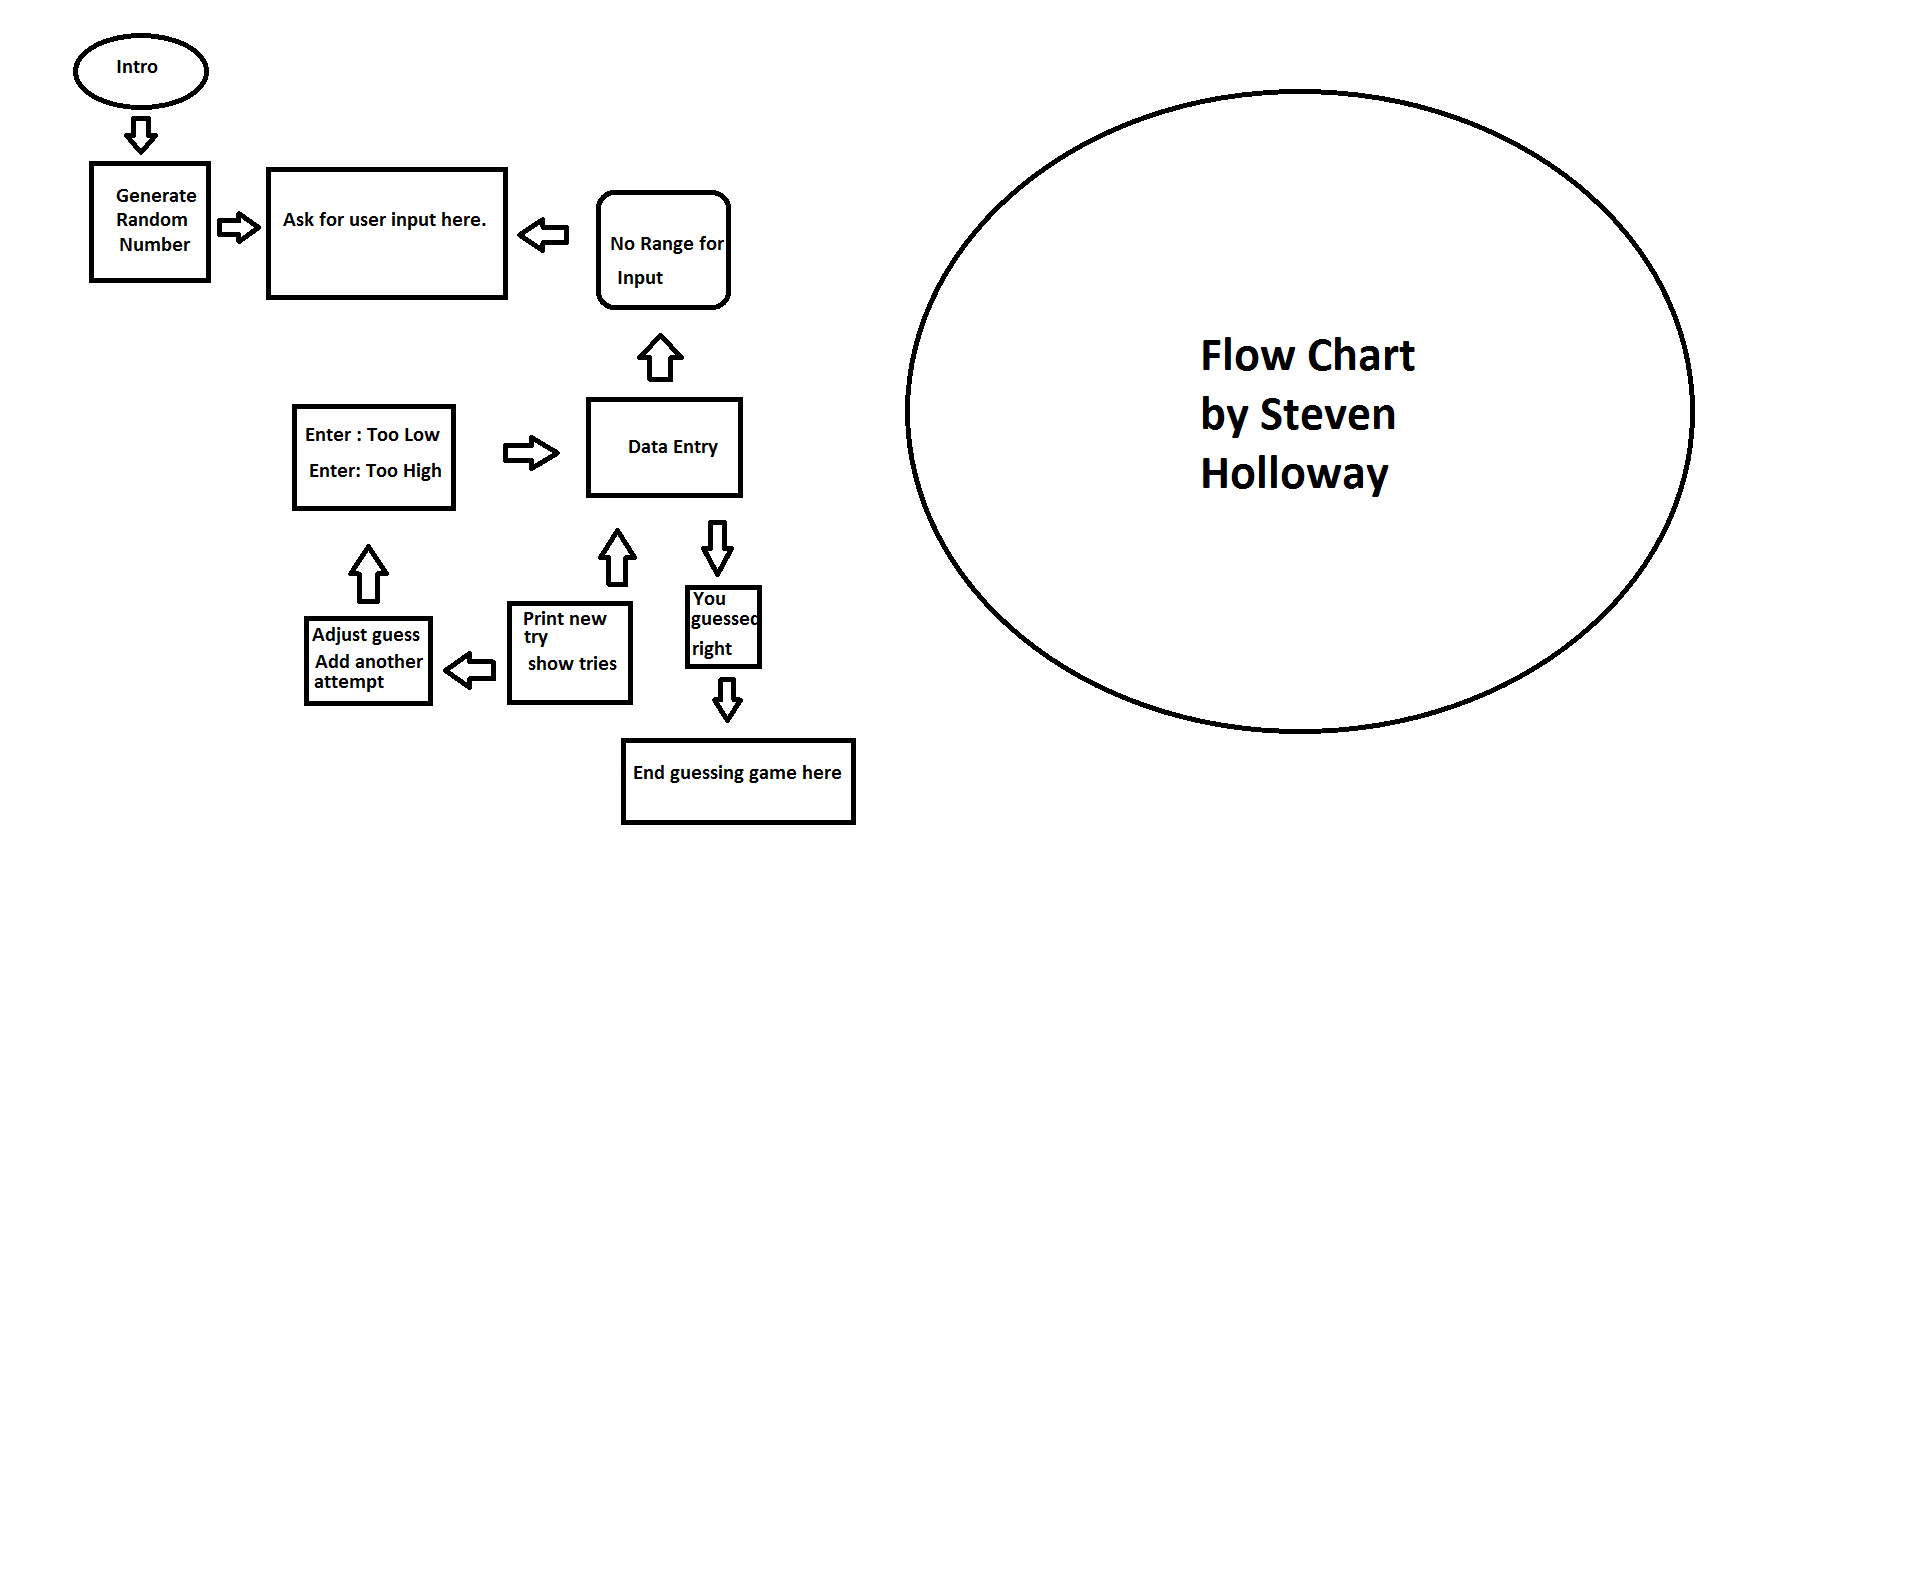 Intro
Generate
Random
Number
Ask for user input here.
No Range for
Input
Enter : Too Low
Enter: Too High
Data Entry
Adjust guess
Add another
attempt
Print new
try
show tries
You
guessed
right
End guessing game here
Flow Chart
by Steven
Holloway